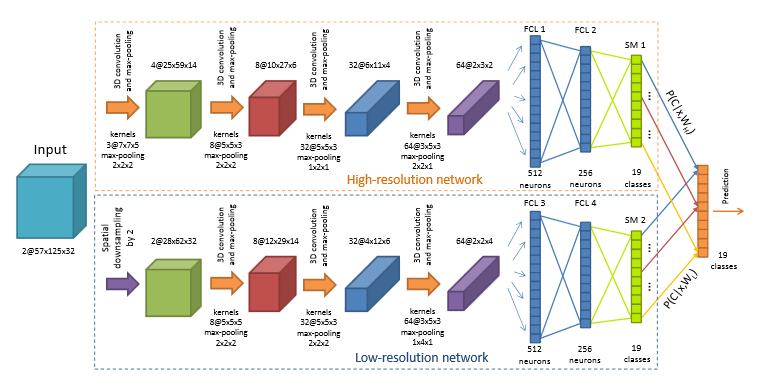 Input
2@57x125x32
3D convolution
and max-pooling
4@25x59x14
3D convolution
and max-pooling
8@10x27x6
3D convolution
and max-pooling
32@6x11x4
3D convolution
and max-pooling
64@2x3x2
FCL 1
FCL 2
SM 1
kernels
3@7x7x5
max-pooling
2x2x2
kernels
8@5x5x3
max-pooling
2x2x2
kernels
32@5x5x3
max-pooling
1x2x1
kernels
64@3x5x3
max-pooling
2x2x1
512
neurons
256
neurons
19
classes
...
...
P(C|x,W_H)
High-resolution network
Spatial
downsampling
by 2
2@28x62x32
3D convolution
and max-pooling
8@12x29x14
3D convolution
and max-pooling
32@4x12x6
3D convolution
and max-pooling
64@2x2x4
FCL 3
FCL 4
SM 2
kernels
8@5x5x5
max-pooling
2x2x2
kernels
32@5x5x3
max-pooling
2x2x2
kernels
64@3x5x3
max-pooling
1x4x1
512
neurons
256
neurons
19
classes
...
...
P(C|x,W_L)
Low-resolution network
19
classes
Prediction